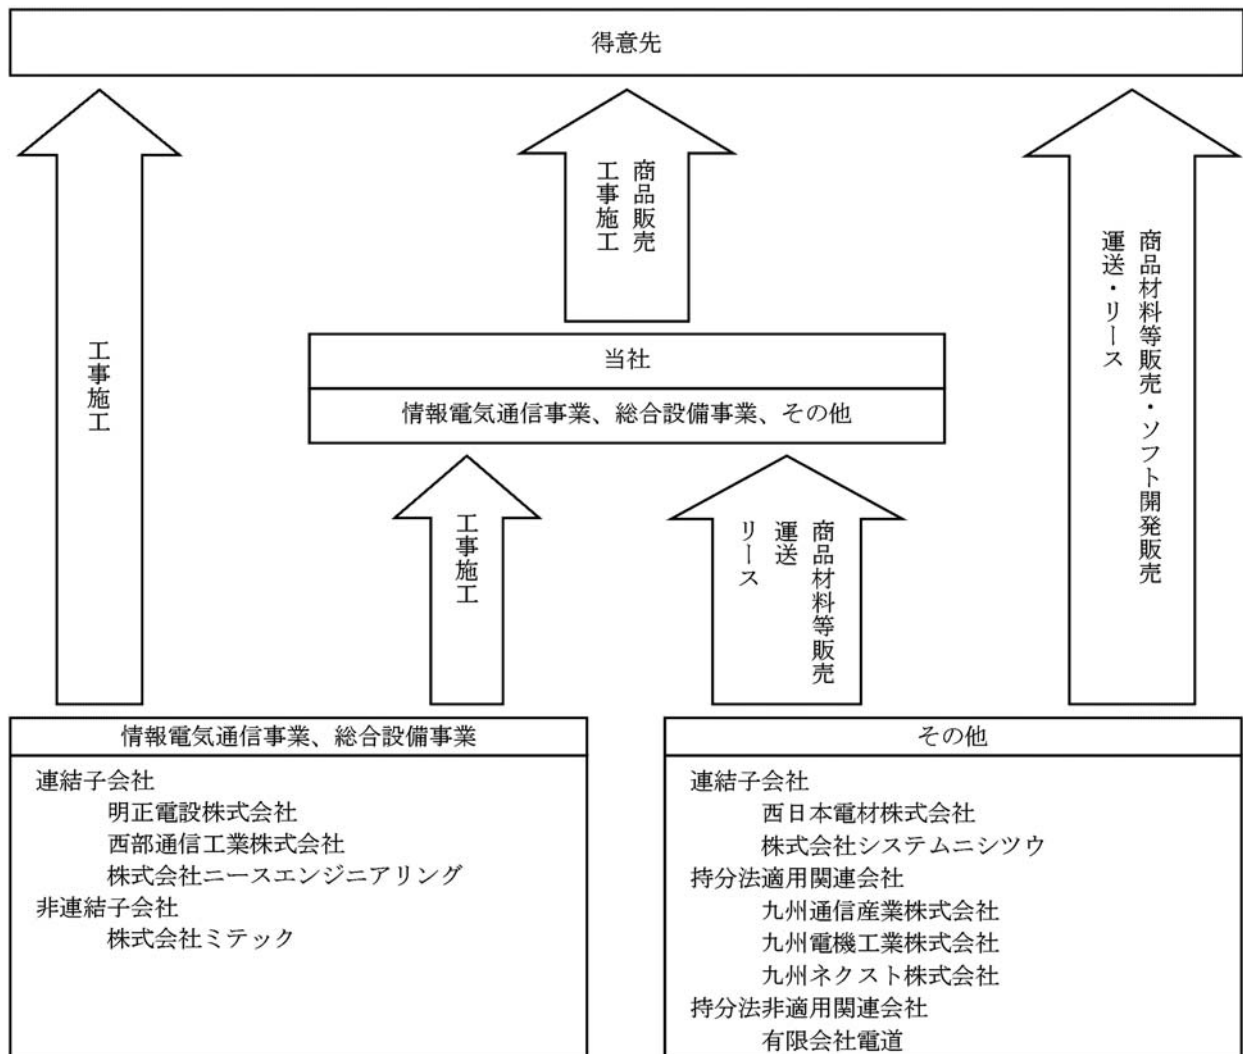 得意先
工事施工
商品販売
工事施工
商品材料等販売・ソフト開発販売
運送・リース
当社
情報電気通信事業、総合設備事業、その他
工事施工
商品材料等販売
運送
リース
情報電気通信事業、総合設備事業
連結子会社
明正電設株式会社
西部通信工業株式会社
株式会社ニースエンジニアリング
非連結子会社
株式会社ミテック
その他
連結子会社
西日本電材株式会社
株式会社システムニシツウ
持分法適用関連会社
九州通信産業株式会社
九州電機工業株式会社
九州ネクスト株式会社
持分法非適用関連会社
有限会社電道